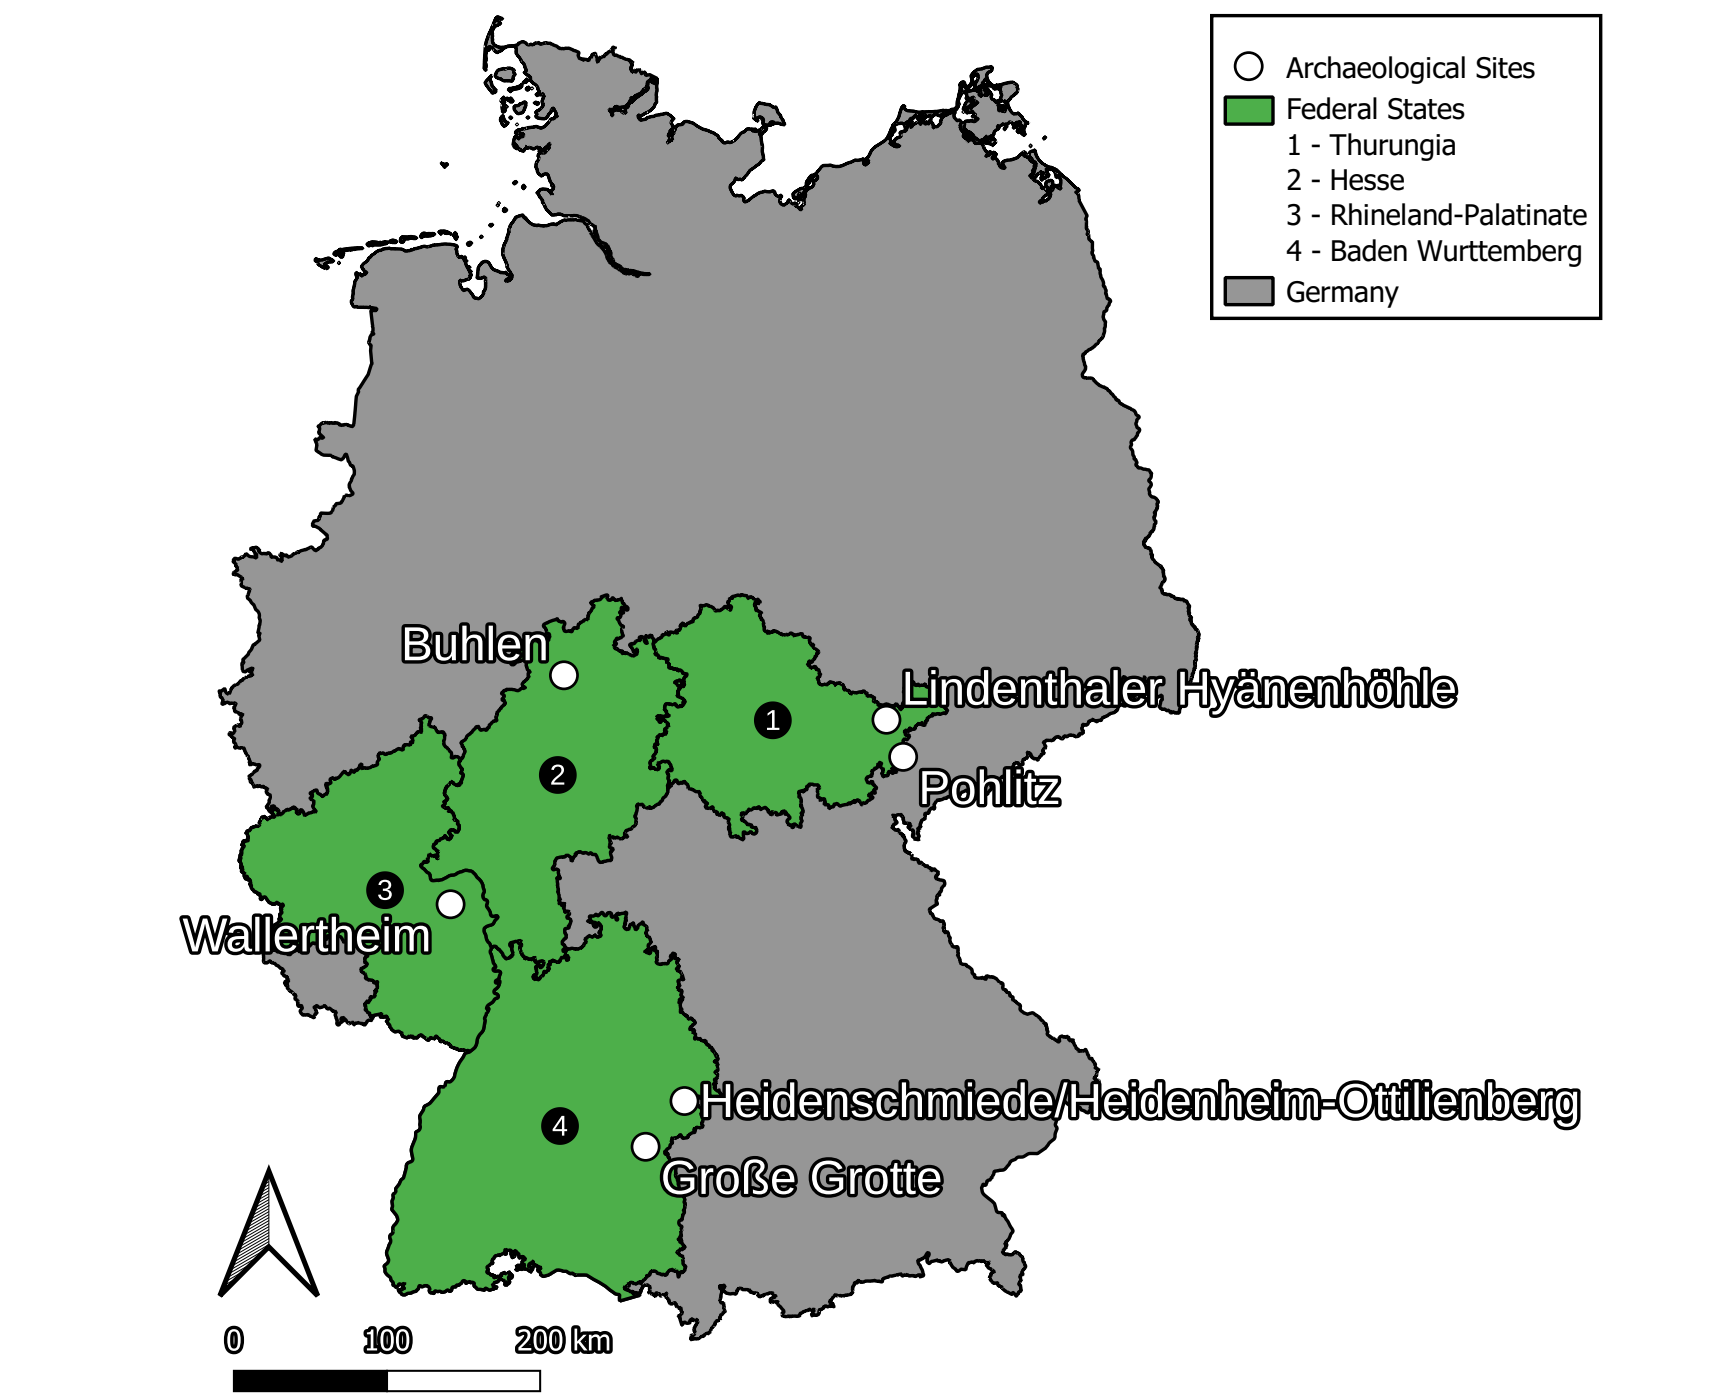 Archaeological Sites
Federal States
1 - Thurungia
2 - Hesse
3 - Rhineland-Palatinate
4 - Baden Wurttemberg
Germany
Buhlen
Lindenthaler Hyänenhöhle
1
2
Pohlitz
3
Wallertheim
Heidenschmiede/Heidenheim-Ottilienberg
4
Große Grotte
0 100 200 km